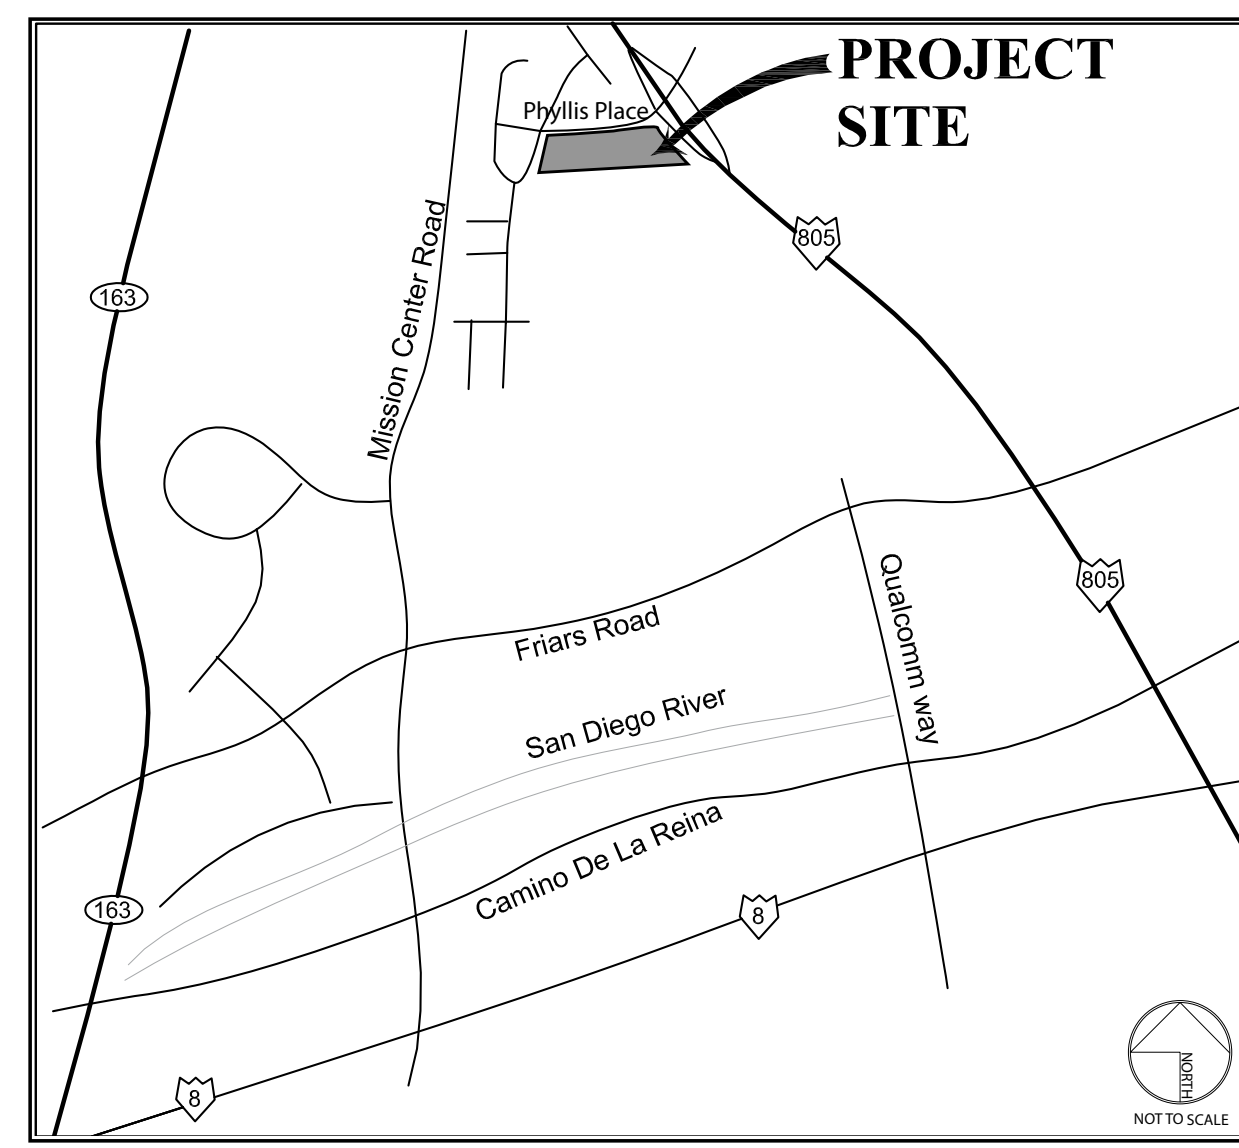 PROJECT
SITE
Phyllis Place
805
163
Mission Center Road
805
Qualcomm way
Friars Road
San Diego River
Camino De La Reina
163
8
8
NORTH
NOT TO SCALE